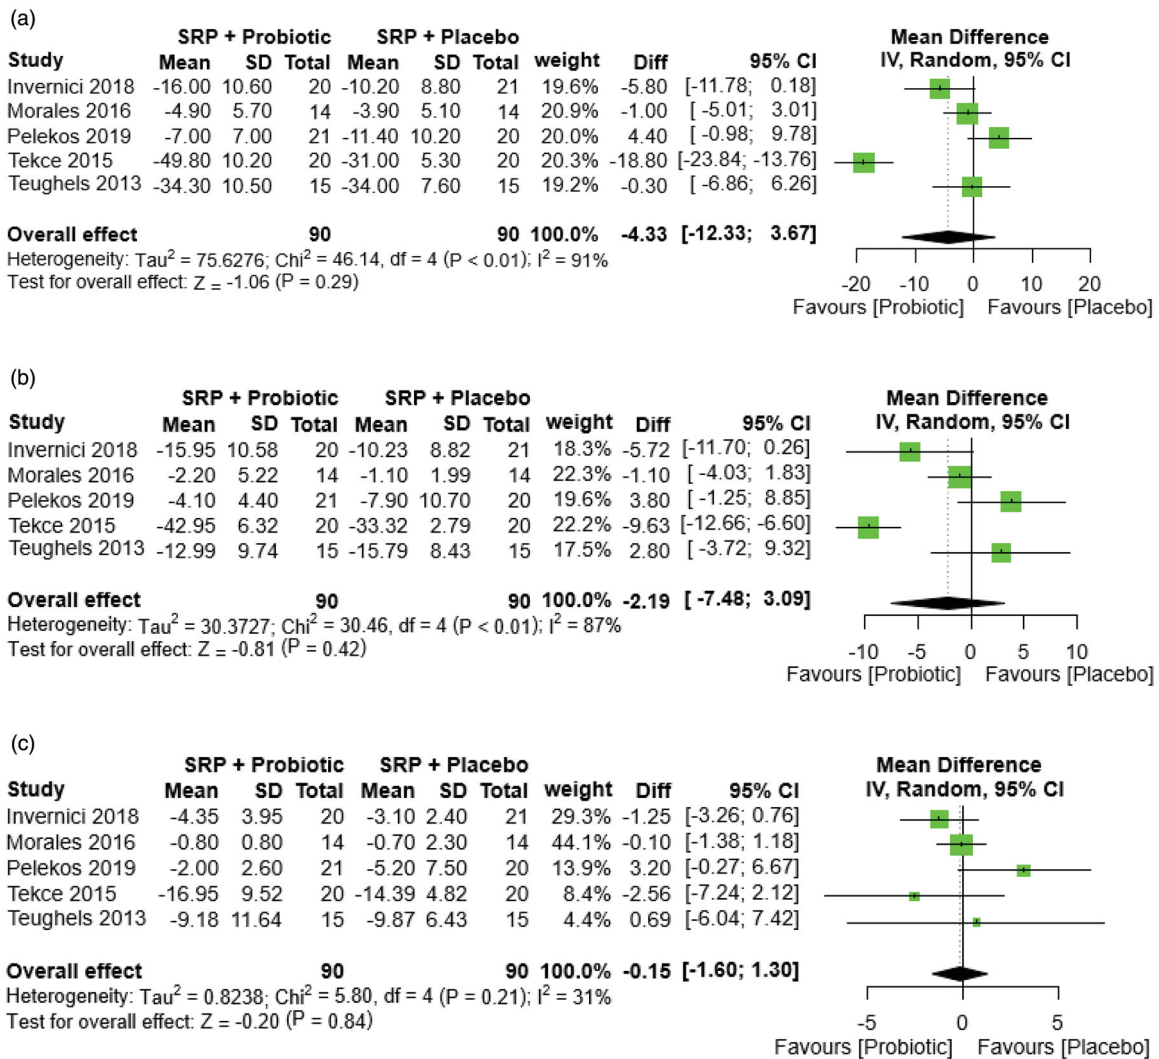 (a)
SRP + Probiotic SRP + Placebo Mean Difference
Study Mean SD Total Mean SD Total weight Diff 95% CI IV, Random, 95% CI
Invernici 2018 -16.00 10.60 20 -10.20 8.80 21 19.6% -5.80 [-11.78; 0.18]
Morales 2016 -4.90 5.70 14 -3.90 5.10 14 20.9% -1.00 [ -5.01; 3.01]
Pelekos 2019 -7.00 7.00 21 -11.40 10.20 20 20.0% 4.40 [ -0.98; 9.78]
Tekce 2015 -49.80 10.20 20 -31.00 5.30 20 20.3% -18.80 [-23.84; -13.76]
Teughels 2013 -34.30 10.50 15 -34.00 7.60 15 19.2% -0.30 [ -6.86; 6.26]
Overall effect 90 90 100.0% -4.33 [-12.33; 3.67]
Heterogeneity: Tau² = 75.6276; Chi² = 46.14, df = 4 (P < 0.01); I² = 91%
Test for overall effect: Z = -1.06 (P = 0.29)
-20 -10 0 10 20
Favours [Probiotic] Favours [Placebo]
(b)
SRP + Probiotic SRP + Placebo Mean Difference
Study Mean SD Total Mean SD Total weight Diff 95% CI IV, Random, 95% CI
Invernici 2018 -15.95 10.58 20 -10.23 8.82 21 18.3% -5.72 [-11.70; 0.26]
Morales 2016 -2.20 5.22 14 -1.10 1.99 14 22.3% -1.10 [ -4.03; 1.83]
Pelekos 2019 -4.10 4.40 21 -7.90 10.70 20 19.6% 3.80 [ -1.25; 8.85]
Tekce 2015 -42.95 6.32 20 -33.32 2.79 20 22.2% -9.63 [-12.66; -6.60]
Teughels 2013 -12.99 9.74 15 -15.79 8.43 15 17.5% 2.80 [ -3.72; 9.32]
Overall effect 90 90 100.0% -2.19 [ -7.48; 3.09]
Heterogeneity: Tau² = 30.3727; Chi² = 30.46, df = 4 (P < 0.01); I² = 87%
Test for overall effect: Z = -0.81 (P = 0.42)
-10 -5 0 5 10
Favours [Probiotic] Favours [Placebo]
(c)
SRP + Probiotic SRP + Placebo Mean Difference
Study Mean SD Total Mean SD Total weight Diff 95% CI IV, Random, 95% CI
Invernici 2018 -4.35 3.95 20 -3.10 2.40 21 29.3% -1.25 [-3.26; 0.76]
Morales 2016 -0.80 0.80 14 -0.70 2.30 14 44.1% -0.10 [-1.38; 1.18]
Pelekos 2019 -2.00 2.60 21 -5.20 7.50 20 13.9% 3.20 [-0.27; 6.67]
Tekce 2015 -16.95 9.52 20 -14.39 4.82 20 8.4% -2.56 [-7.24; 2.12]
Teughels 2013 -9.18 11.64 15 -9.87 6.43 15 4.4% 0.69 [-6.04; 7.42]
Overall effect 90 90 100.0% -0.15 [-1.60; 1.30]
Heterogeneity: Tau² = 0.8238; Chi² = 5.80, df = 4 (P = 0.21); I² = 31%
Test for overall effect: Z = -0.20 (P = 0.84)
-5 0 5
Favours [Probiotic] Favours [Placebo]